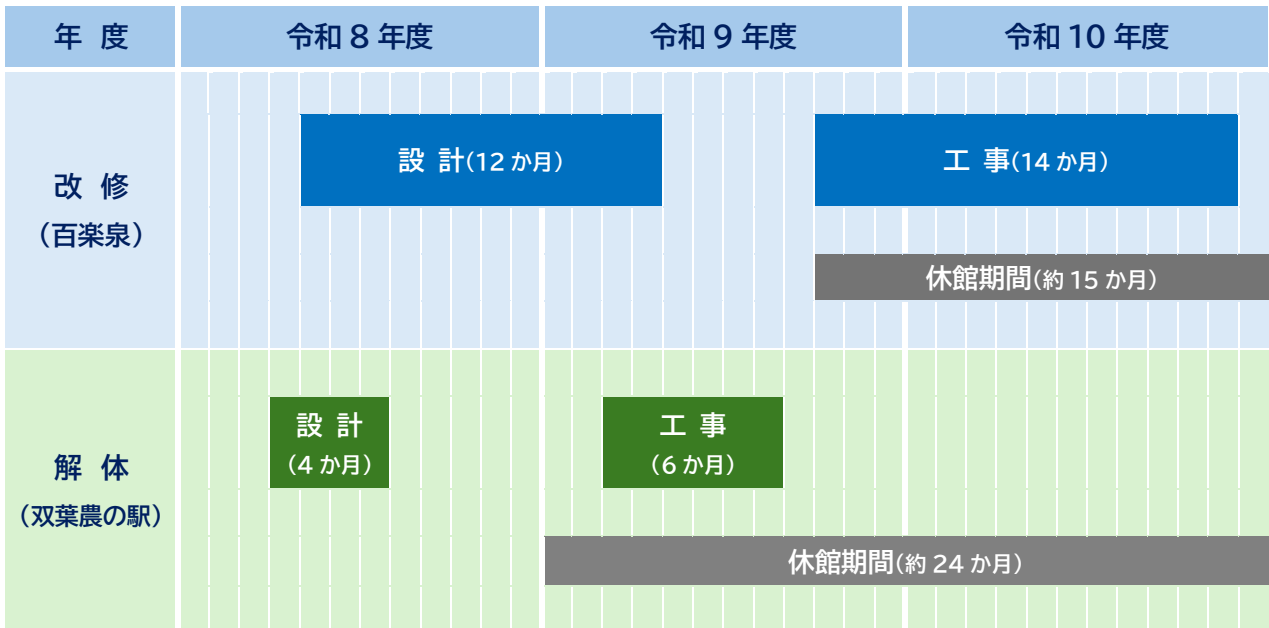 年 度
令和 8 年度
令和 9 年度
令和 10 年度
改 修
（百楽泉）
設 計（12 か月）
工 事（14 か月）
休館期間（約 15 か月）
解 体
（双葉農の駅）
設 計
（4 か月）
工 事
（6 か月）
休館期間（約 24 か月）